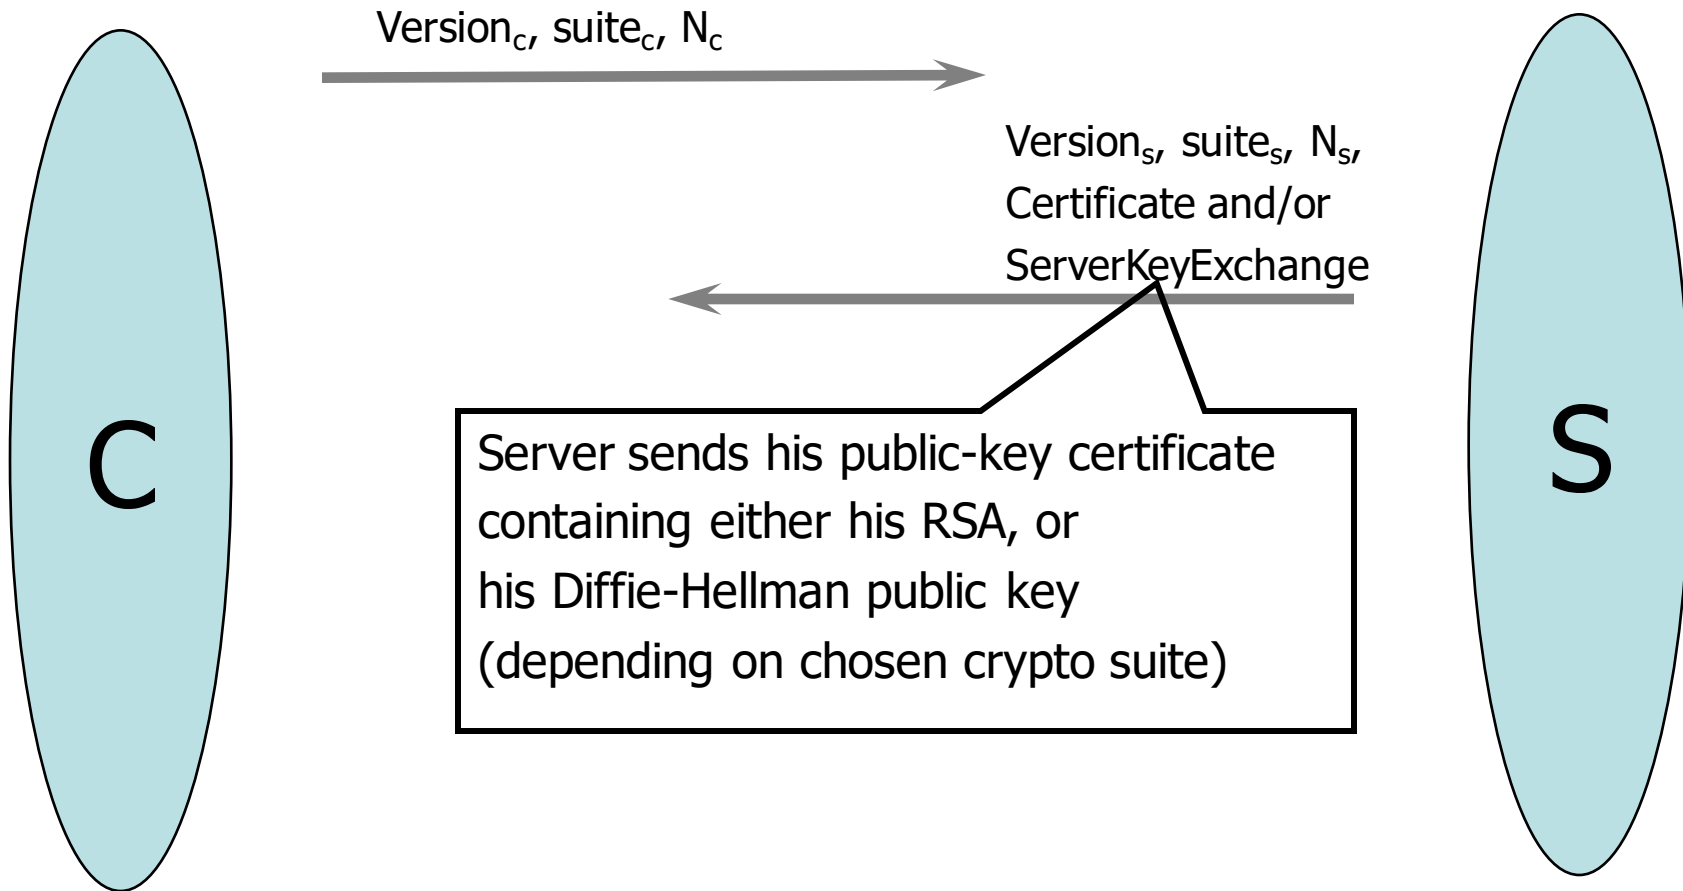 Version_c, suite_c, N_c
Version_s, suite_s, N_s,
Certificate and/or
ServerKeyExchange
C
S
Server sends his public-key certificate
containing either his RSA, or
his Diffie-Hellman public key
(depending on chosen crypto suite)